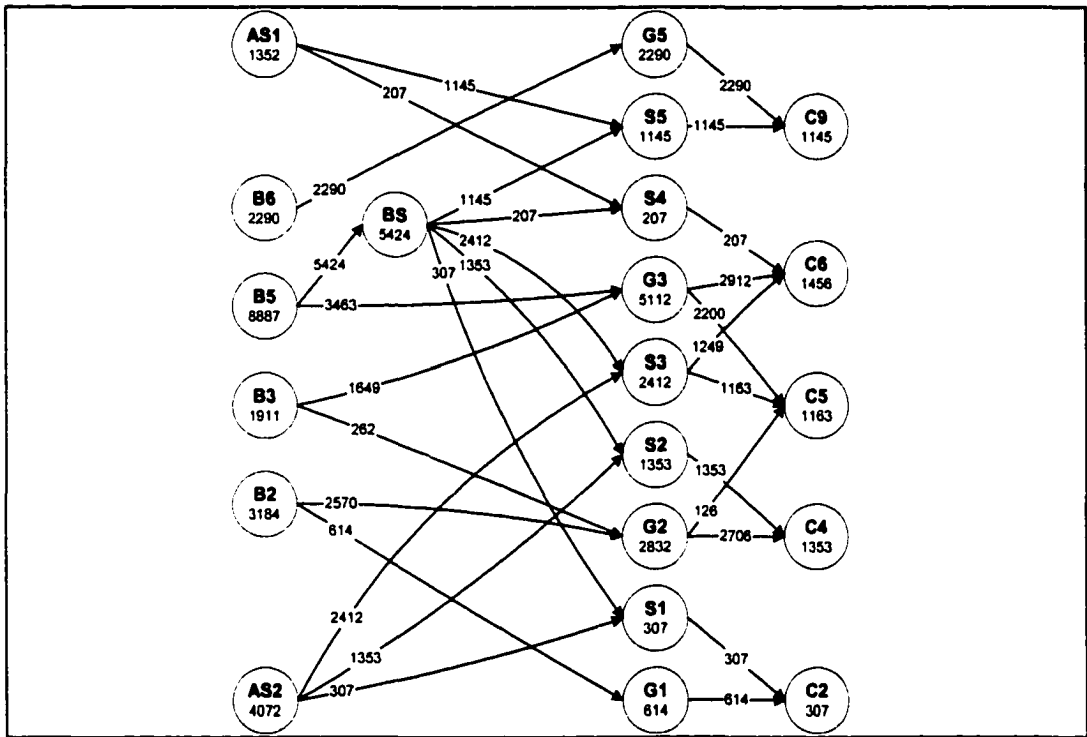 AS1
1352
G5
2290
2290
1145
207
S5
1145
1145
C9
1145
B6
2290
2290
BS
5424
1145
207
2412
1353
307
S4
207
207
C6
1456
5424
B5
8887
3463
G3
5112
2912
2200
1249
S3
2412
1163
C5
1163
B3
1911
1649
262
S2
1353
1353
B2
3184
2570
614
G2
2832
126
2706
C4
1353
2412
1353
307
S1
307
307
AS2
4072
G1
614
614
C2
307